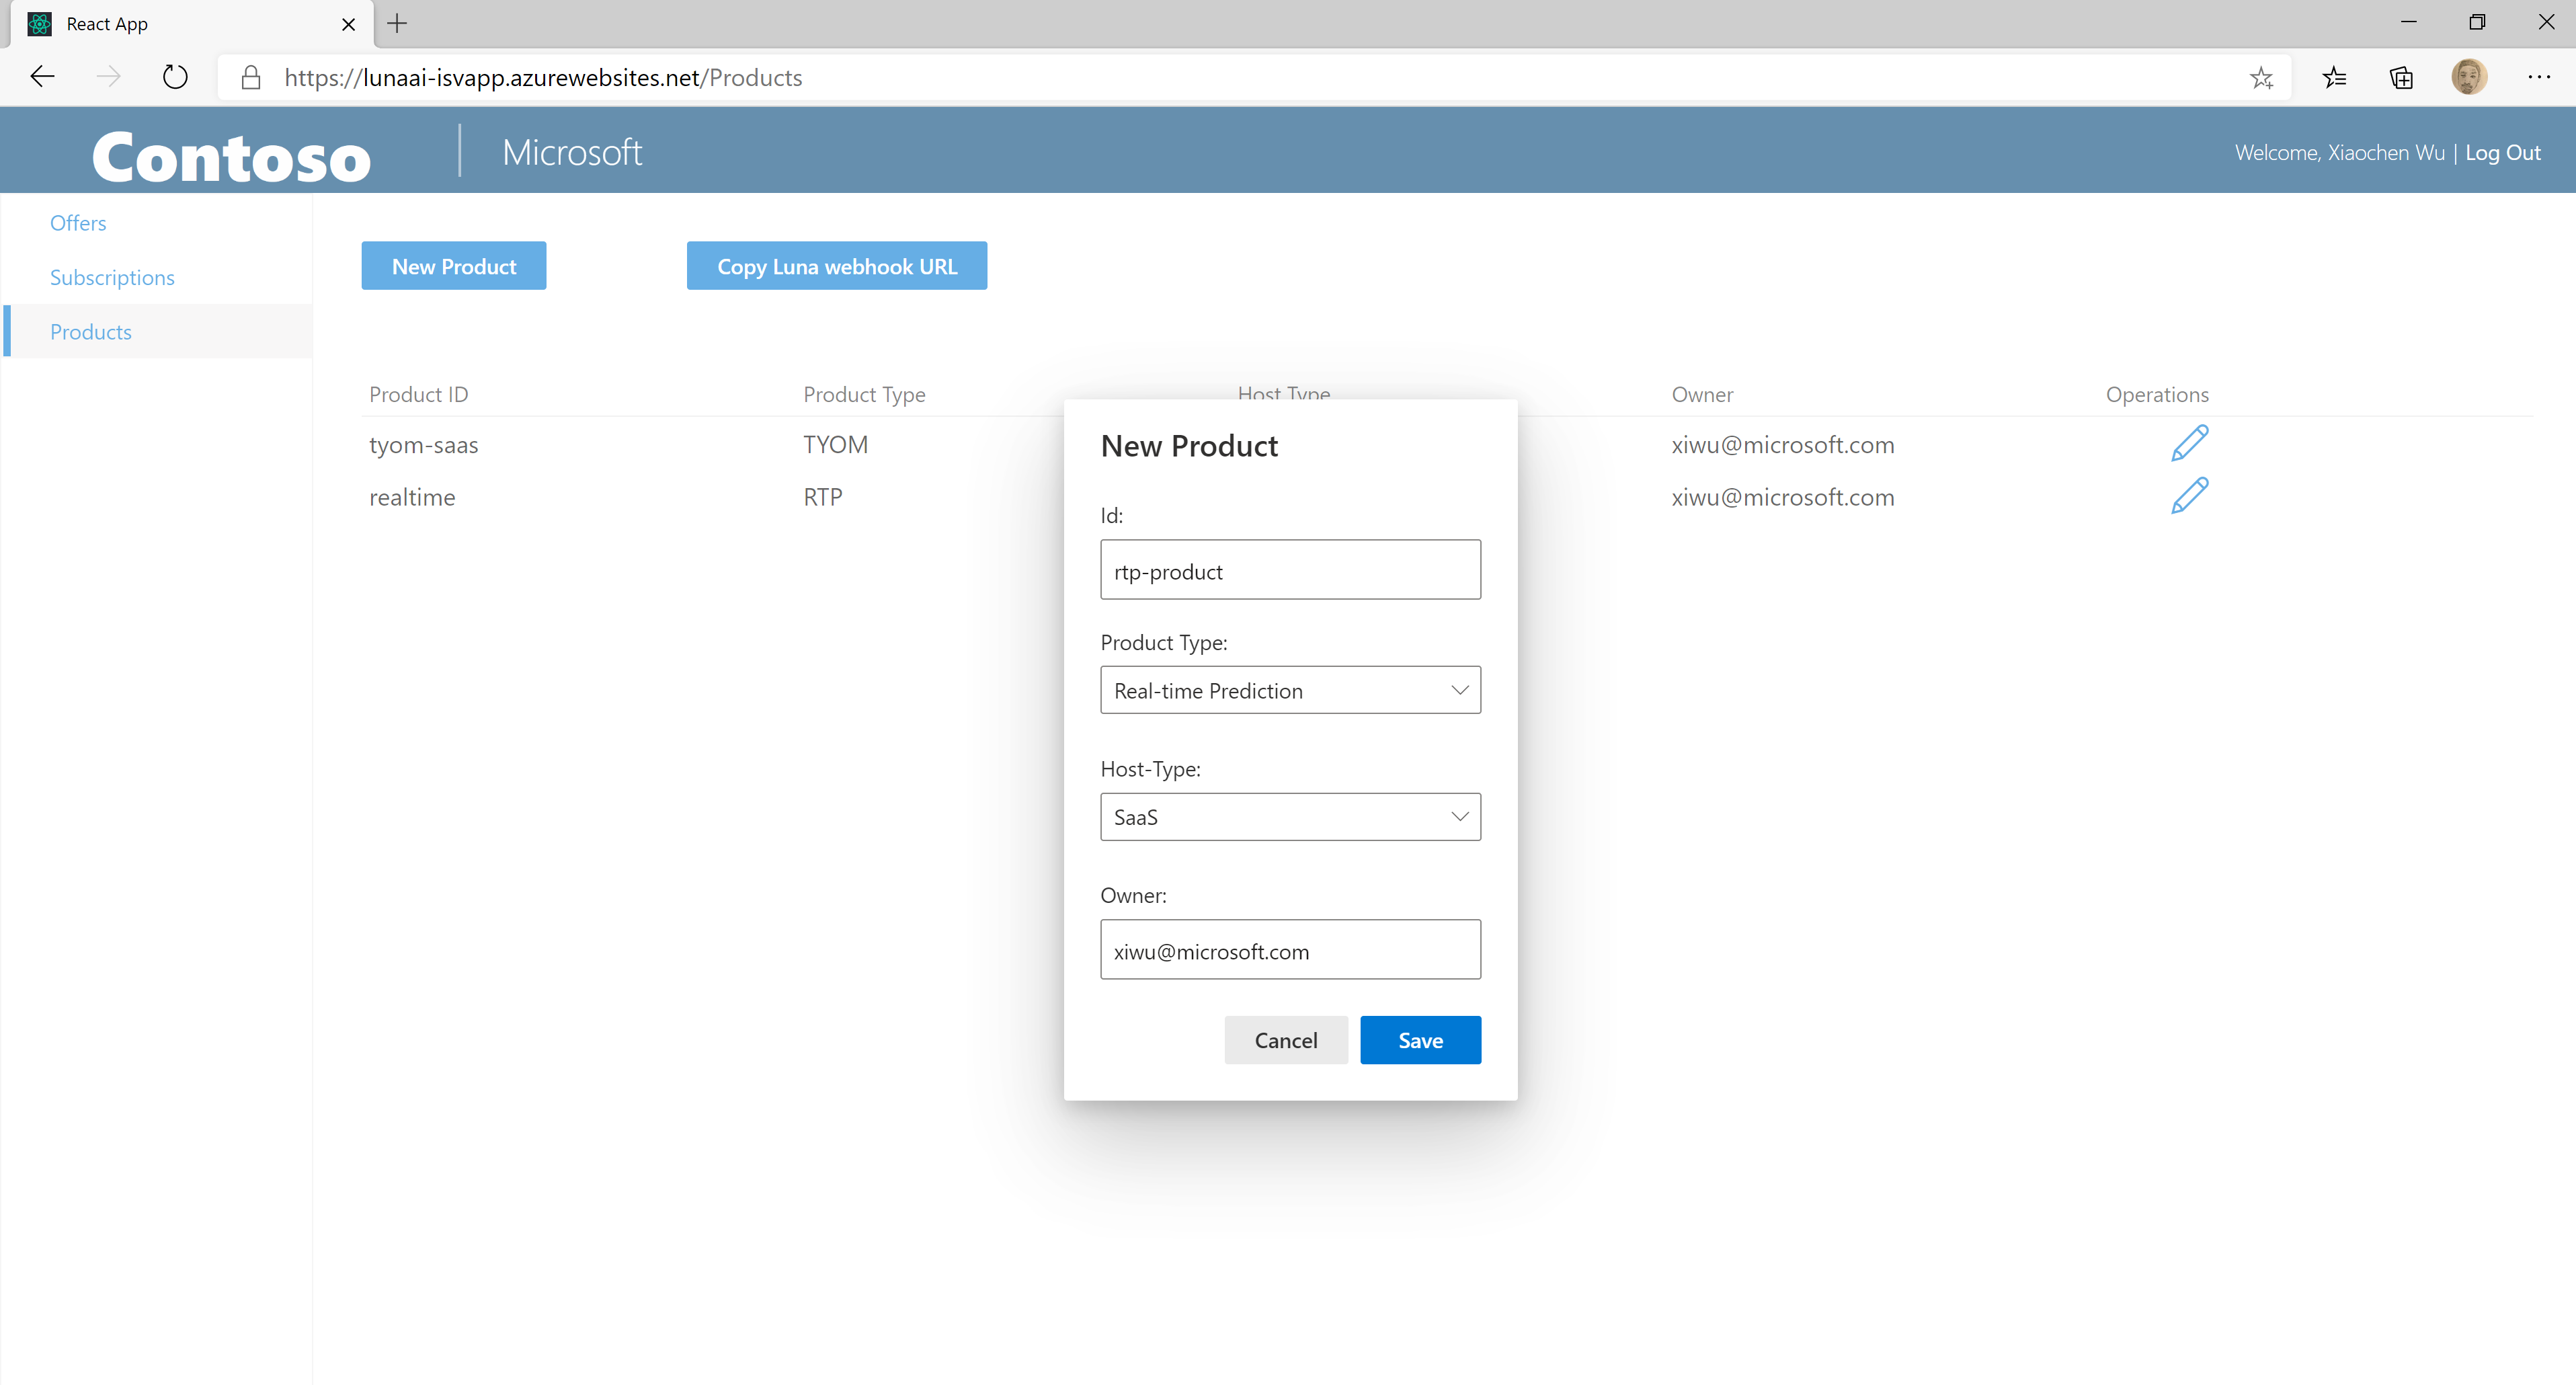 React App
https://lunaai-isvapp.azurewebsites.net/Products
Contoso Microsoft Welcome, Xiaochen Wu | Log Out
Offers
Subscriptions
Products
New Product Copy Luna webhook URL
Product ID Product Type Host Type Owner Operations
tyom-saas TYOM xiwu@microsoft.com
realtime RTP xiwu@microsoft.com
New Product
Id:
rtp-product
Product Type:
Real-time Prediction
Host-Type:
SaaS
Owner:
xiwu@microsoft.com
Cancel Save